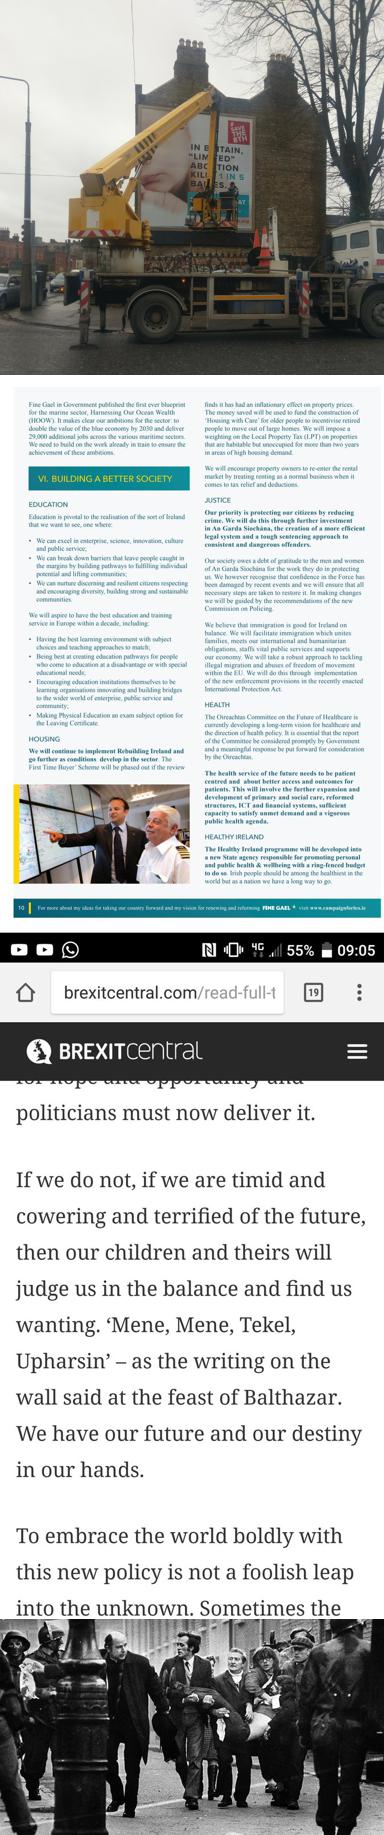 SAVE THE 8TH
IN BRITAIN,
"LIMITED"
ABORTION
1 IN 5
Fine Gael in Government published the first ever blueprint
for the marine sector, Harnessing Our Ocean Wealth
(HOOW). It makes clear our ambitions for the sector: to
double the value of the blue economy by 2030 and deliver
29,000 additional jobs across the various maritime sectors.
We need to build on the work already in train to ensure the
achievement of these ambitions.
VI. BUILDING A BETTER SOCIETY
EDUCATION
Education is pivotal to the realisation of the sort of Ireland
that we want to see, one where:
• We can excel in enterprise, science, innovation, culture
and public service;
• We can break down barriers that leave people caught in
the margins by building pathways to fulfilling individual
potential and lifting communities;
• We can nurture discerning and resilient citizens respecting
and encouraging diversity, building strong and sustainable
communities.
We will aspire to have the best education and training
service in Europe within a decade, including:
• Having the best learning environment with subject
choices and teaching approaches to match;
• Being best at creating education pathways for people
who come to education at a disadvantage or with special
educational needs;
• Encouraging education institutions themselves to be
learning organisations innovating and building bridges
to the wider world of enterprise, public service and
community;
• Making Physical Education an exam subject option for
the Leaving Certificate.
HOUSING
We will continue to implement Rebuilding Ireland and
go further as conditions develop in the sector. The
First Time Buyer' Scheme will be phased out if the review
finds it has had an inflationary effect on property prices.
The money saved will be used to fund the construction of
'Housing with Care' for older people to incentivise retired
people to move out of large homes. We will impose a
weighting on the Local Property Tax (LPT) on properties
that are habitable but unoccupied for more than two years
in areas of high housing demand.
We will encourage property owners to re-enter the rental
market by treating renting as a normal business when it
comes to tax relief and deductions.
JUSTICE
Our priority is protecting our citizens by reducing
crime. We will do this through further investment
in An Garda Síochána, the creation of a more efficient
legal system and a tough sentencing approach to
consistent and dangerous offenders.
Our society owes a debt of gratitude to the men and women
of An Garda Síochána for the work they do in protecting
us. We however recognise that confidence in the Force has
been damaged by recent events and we will ensure that all
necessary steps are taken to restore it. In making changes
we will be guided by the recommendations of the new
Commission on Policing.
We believe that immigration is good for Ireland on
balance. We will facilitate immigration which unites
families, meets our international and humanitarian
obligations, staffs vital public services and supports
our economy. We will take a robust approach to tackling
illegal migration and abuses of freedom of movement
within the EU. We will do this through implementation
of the new enforcement provisions in the recently enacted
International Protection Act.
HEALTH
The Oireachtas Committee on the Future of Healthcare is
currently developing a long-term vision for healthcare and
the direction of health policy. It is essential that the report
of the Committee be considered promptly by Government
and a meaningful response be put forward for consideration
by the Oireachtas.
The health service of the future needs to be patient
centred and about better access and outcomes for
patients. This will involve the further expansion and
development of primary and social care, reformed
structures, ICT and financial systems, sufficient
capacity to satisfy unmet demand and a vigorous
public health agenda.
HEALTHY IRELAND
The Healthy Ireland programme will be developed into
a new State agency responsible for promoting personal
and public health & wellbeing with a ring-fenced budget
to do so. Irish people should be among the healthiest in the
world but as a nation we have a long way to go.
10 For more about my ideas for taking our country forward and my vision for renewing and reforming FINE GAEL visit www.campaignforleo.ie
4G 55% 09:05
brexitcentral.com/read-full-t 19
BREXITCENTRAL
for hope and opportunity and
politicians must now deliver it.
If we do not, if we are timid and
cowering and terrified of the future,
then our children and theirs will
judge us in the balance and find us
wanting. 'Mene, Mene, Tekel,
Upharsin' – as the writing on the
wall said at the feast of Balthazar.
We have our future and our destiny
in our hands.
To embrace the world boldly with
this new policy is not a foolish leap
into the unknown. Sometimes the